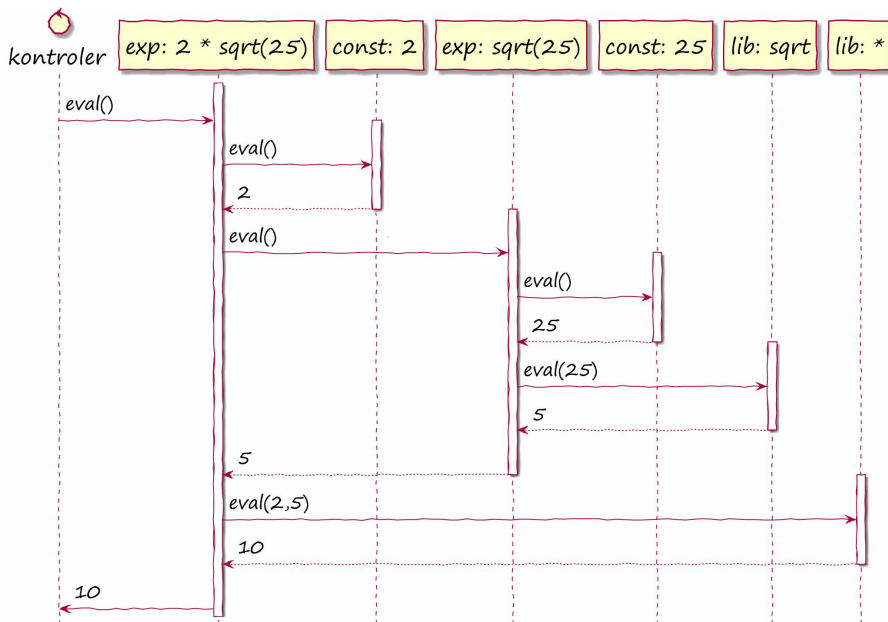 kontroler
exp: 2 * sqrt(25)
const: 2
exp: sqrt(25)
const: 25
lib: sqrt
lib: *
eval()
eval()
2
eval()
eval()
25
eval(25)
5
5
eval(2,5)
10
10